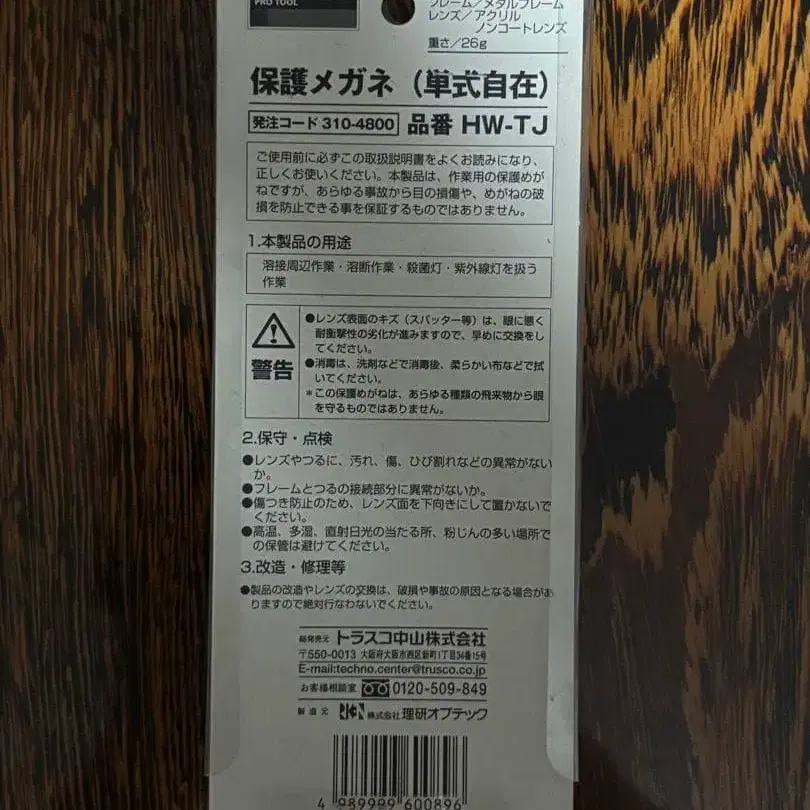 PRO TOOL
フレーム/メタルフレーム
レンズ/アクリル
ノンコートレンズ
重さ/26g
保護メガネ（単式自在）
発注コード 310-4800 品番 HW-TJ
ご使用前に必ずこの取扱説明書をよくお読みになり、
正しくお使いください。本製品は、作業用の保護めが
ねですが、あらゆる事故から目の損傷や、めがねの破
損を防止できる事を保証するものではありません。
1.本製品の用途
溶接周辺作業・溶断作業・殺菌灯・紫外線灯を扱う
作業
警告
●レンズ表面のキズ（スパッター等）は、眼に悪く
耐衝撃性の劣化が進みますので、早めに交換をし
てください。
●消毒は、洗剤などで消毒後、柔らかい布などで拭
いてください。
＊この保護めがねは、あらゆる種類の飛来物から眼
を守るものではありません。
2.保守・点検
●レンズやつるに、汚れ、傷、ひび割れなどの異常がない
か。
●フレームとつるの接続部分に異常がないか。
●傷つき防止のため、レンズ面を下向きにして置かないで
ください。
●高温、多湿、直射日光の当たる所、粉じんの多い場所で
の保管は避けてください。
3.改造・修理等
●製品の改造やレンズの交換は、破損や事故の原因となる場合があ
りますので絶対行なわないでください。
総発売元 トラスコ中山株式会社
〒550-0013 大阪府大阪市西区新町1丁目34番15号
E-mail:techno.center@trusco.co.jp
お客様相談室 0120-509-849
製造元 RIKEN 株式会社 理研オプテック
4 989999 600896